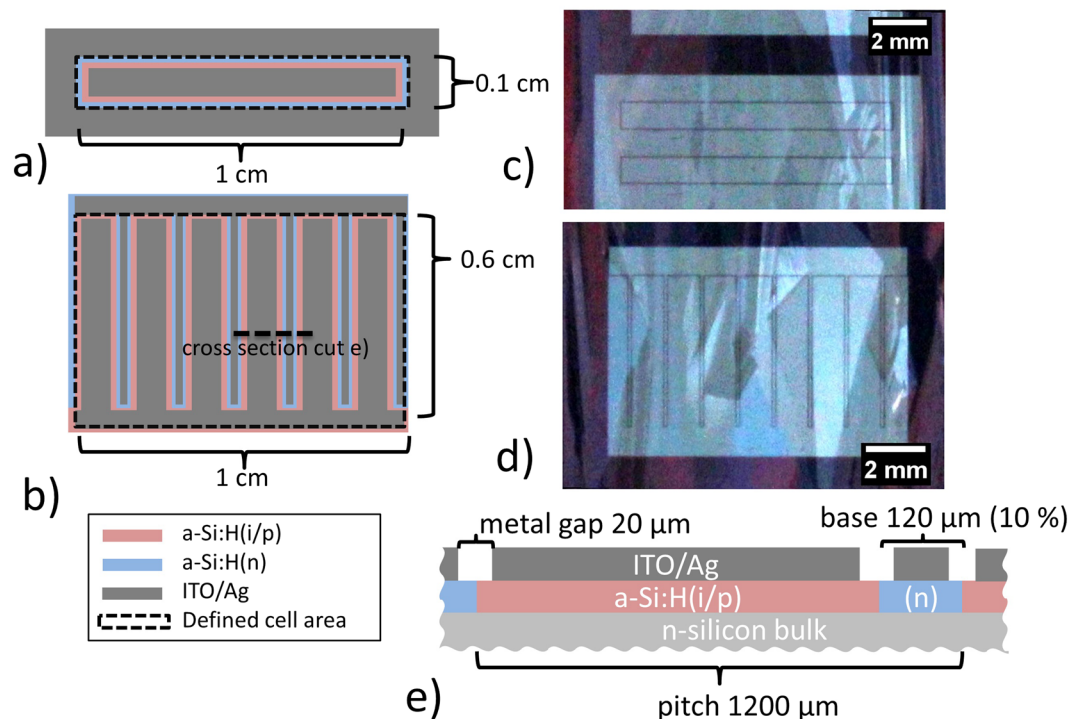 0.1 cm
1 cm
a)
0.6 cm
cross section cut e)
1 cm
b)
a-Si:H(i/p)
a-Si:H(n)
ITO/Ag
Defined cell area
2 mm
c)
2 mm
d)
metal gap 20 µm
base 120 µm (10 %)
ITO/Ag
a-Si:H(i/p)
(n)
n-silicon bulk
e)
pitch 1200 µm